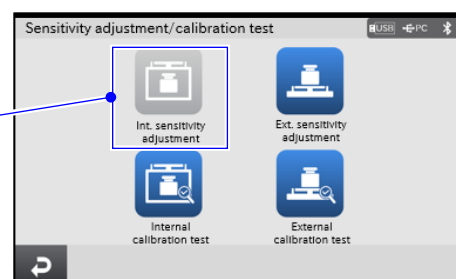 Sensitivity adjustment/calibration test
USB PC
Int. sensitivity
adjustment
Ext. sensitivity
adjustment
Internal
calibration test
External
calibration test